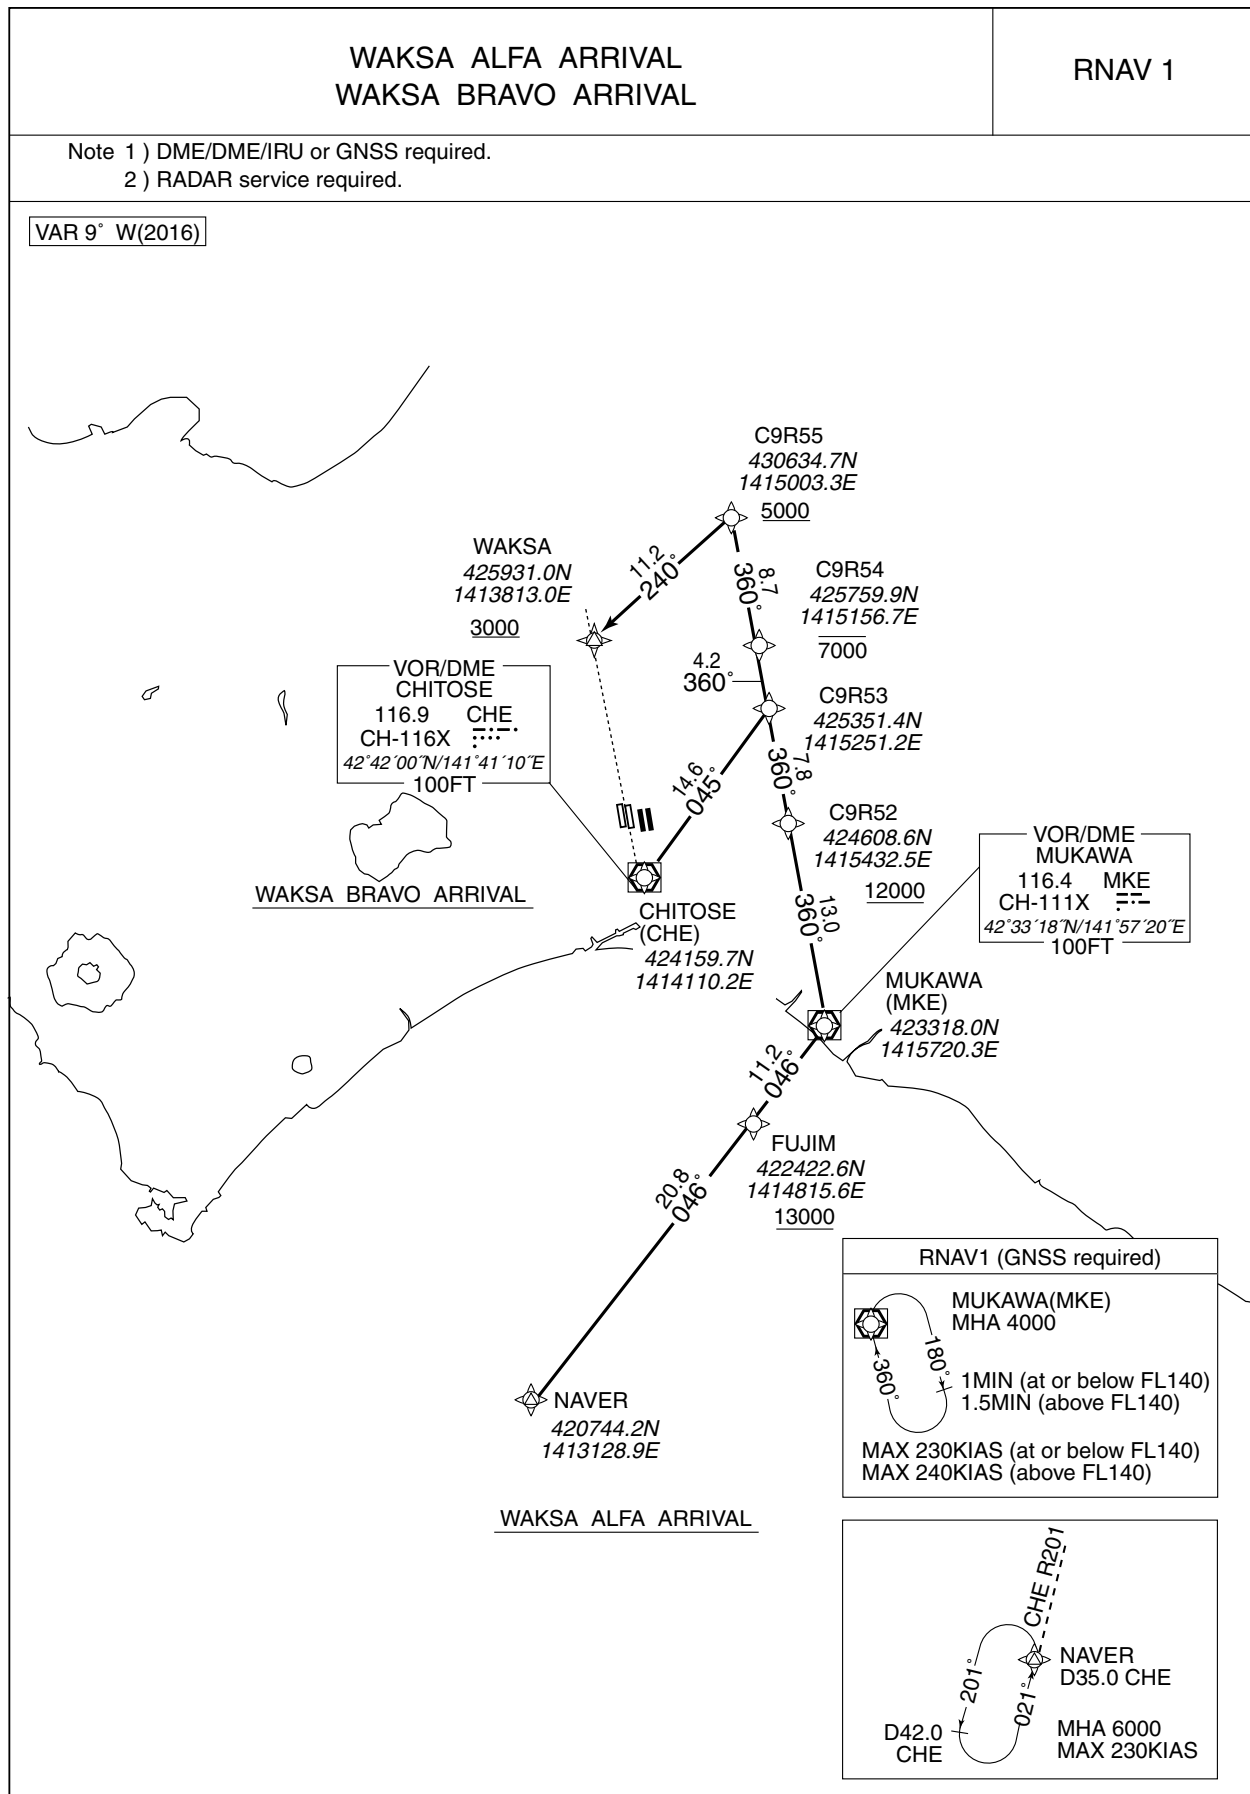 WAKSA ALFA ARRIVAL
WAKSA BRAVO ARRIVAL
RNAV 1
Note 1 ) DME/DME/IRU or GNSS required.
2 ) RADAR service required.
VAR 9° W(2016)
C9R55
430634.7N
1415003.3E
5000
WAKSA
425931.0N
1413813.0E
3000
11.2
240°
8.7
360°
C9R54
425759.9N
1415156.7E
7000
4.2
360°
C9R53
425351.4N
1415251.2E
VOR/DME
CHITOSE
116.9 CHE
CH-116X
42°42´00˝N/141°41´10˝E
100FT
14.6
045°
7.8
360°
C9R52
424608.6N
1415432.5E
12000
VOR/DME
MUKAWA
116.4 MKE
CH-111X
42°33´18˝N/141°57´20˝E
100FT
WAKSA BRAVO ARRIVAL
CHITOSE
(CHE)
424159.7N
1414110.2E
13.0
360°
MUKAWA
(MKE)
423318.0N
1415720.3E
11.2
046°
FUJIM
422422.6N
1414815.6E
13000
20.8
046°
NAVER
420744.2N
1413128.9E
WAKSA ALFA ARRIVAL
RNAV1 (GNSS required)
MUKAWA(MKE)
MHA 4000
180°
360°
1MIN (at or below FL140)
1.5MIN (above FL140)
MAX 230KIAS (at or below FL140)
MAX 240KIAS (above FL140)
CHE R201
NAVER
D35.0 CHE
201°
021°
D42.0
CHE
MHA 6000
MAX 230KIAS